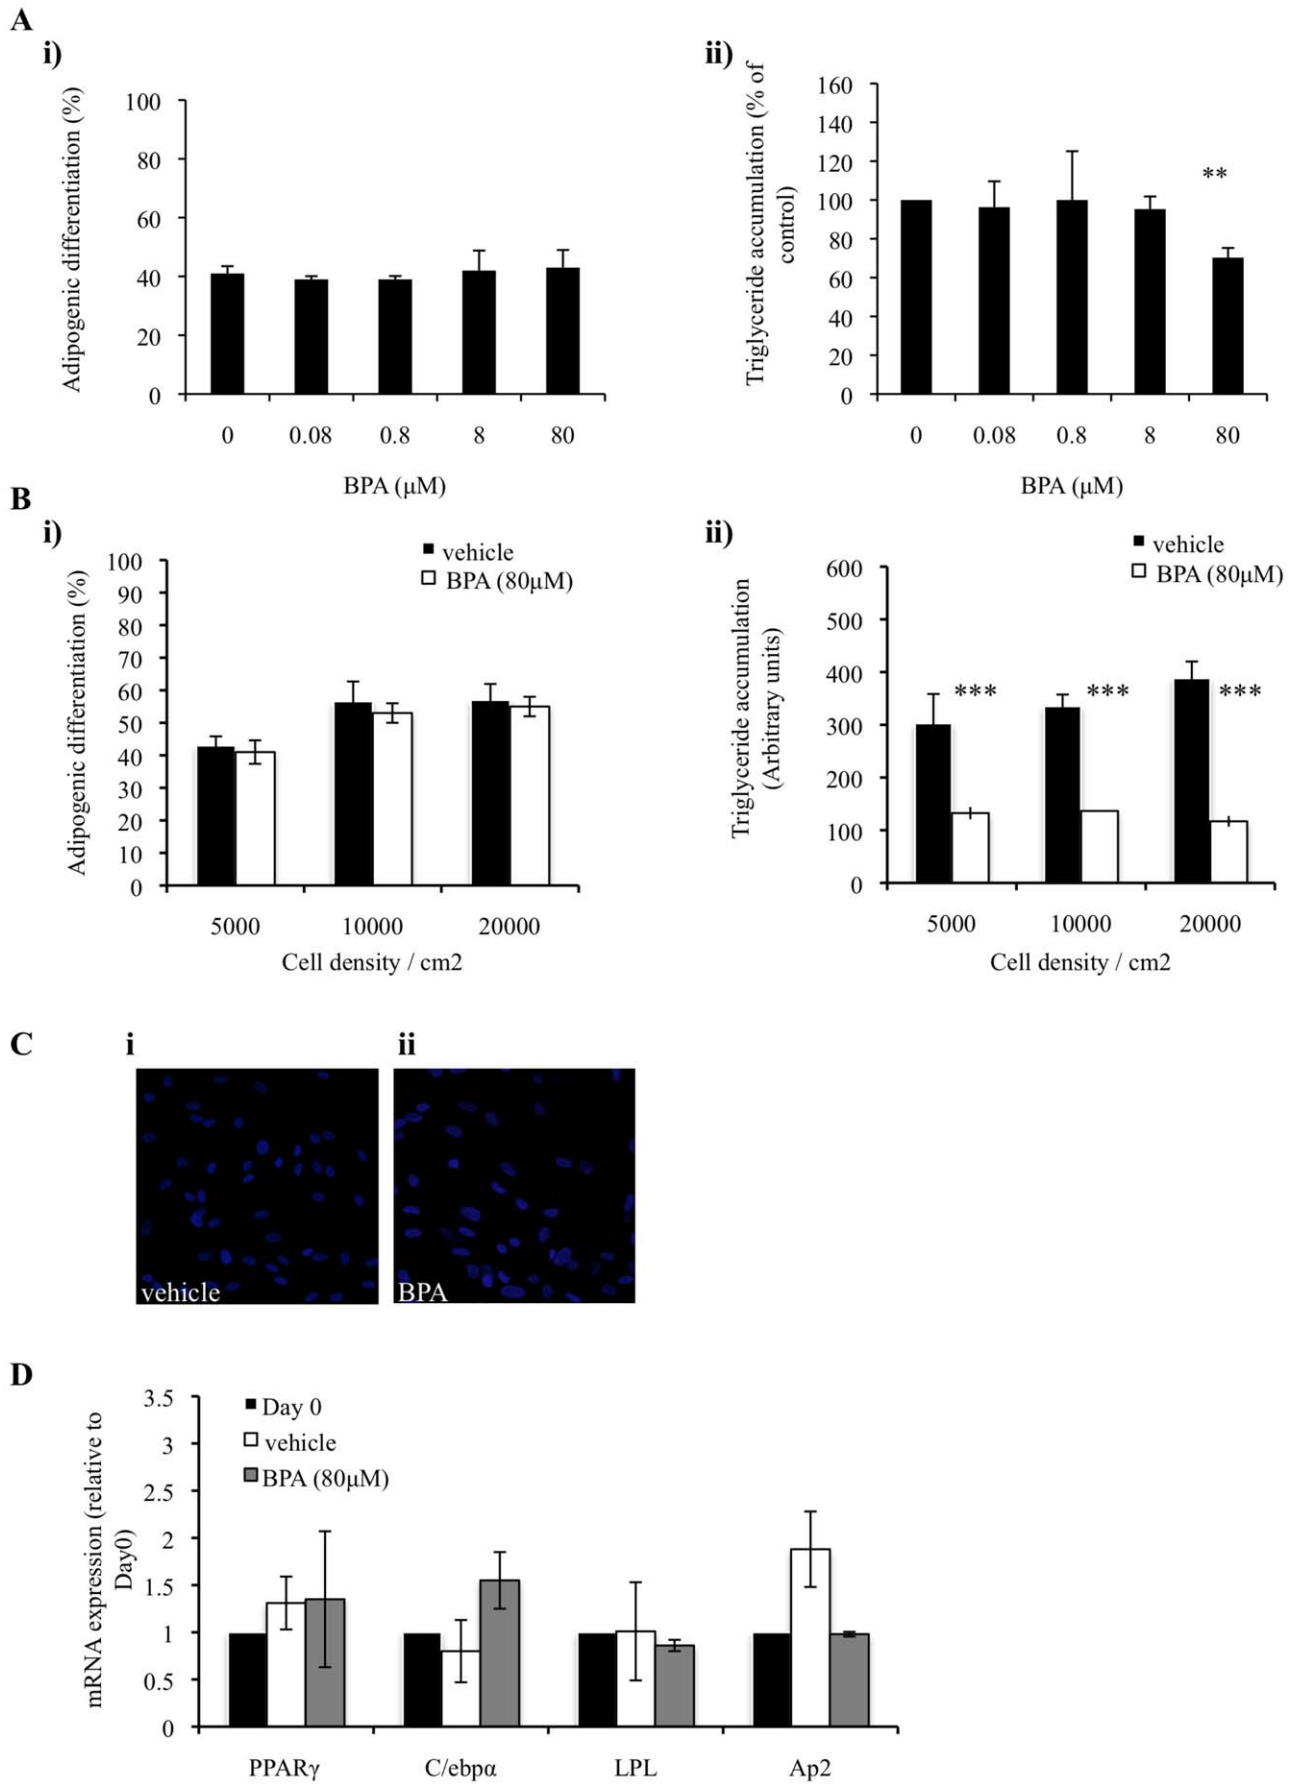 A
i)
Adipogenic differentiation (%)
100
80
60
40
20
0
0 0.08 0.8 8 80
BPA (μM)
ii)
Triglyceride accumulation (% of
control)
160
140
120
100
80
60
40
20
0
**
0 0.08 0.8 8 80
BPA (μM)
B
i)
Adipogenic differentiation (%)
100
90
80
70
60
50
40
30
20
10
0
vehicle
BPA (80μM)
5000 10000 20000
Cell density / cm2
ii)
Triglyceride accumulation
(Arbitrary units)
600
500
400
300
200
100
0
vehicle
BPA (80μM)
*** *** ***
5000 10000 20000
Cell density / cm2
C
i
vehicle
ii
BPA
D
mRNA expression (relative to
Day0)
3.5
3
2.5
2
1.5
1
0.5
0
Day 0
vehicle
BPA (80μM)
PPARγ C/ebpα LPL Ap2